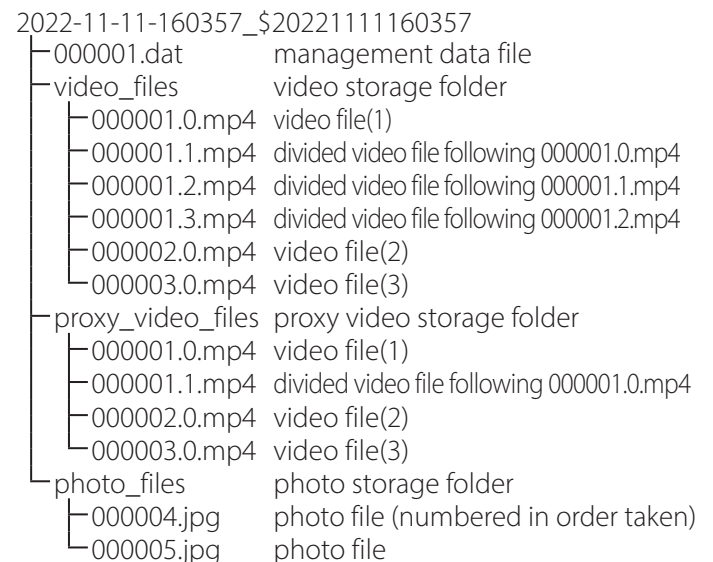 2022-11-11-160357_$20221111160357
000001.dat management data file
video_files video storage folder
000001.0.mp4 video file(1)
000001.1.mp4 divided video file following 000001.0.mp4
000001.2.mp4 divided video file following 000001.1.mp4
000001.3.mp4 divided video file following 000001.2.mp4
000002.0.mp4 video file(2)
000003.0.mp4 video file(3)
proxy_video_files proxy video storage folder
000001.0.mp4 video file(1)
000001.1.mp4 divided video file following 000001.0.mp4
000002.0.mp4 video file(2)
000003.0.mp4 video file(3)
photo_files photo storage folder
000004.jpg photo file (numbered in order taken)
000005.jpg photo file